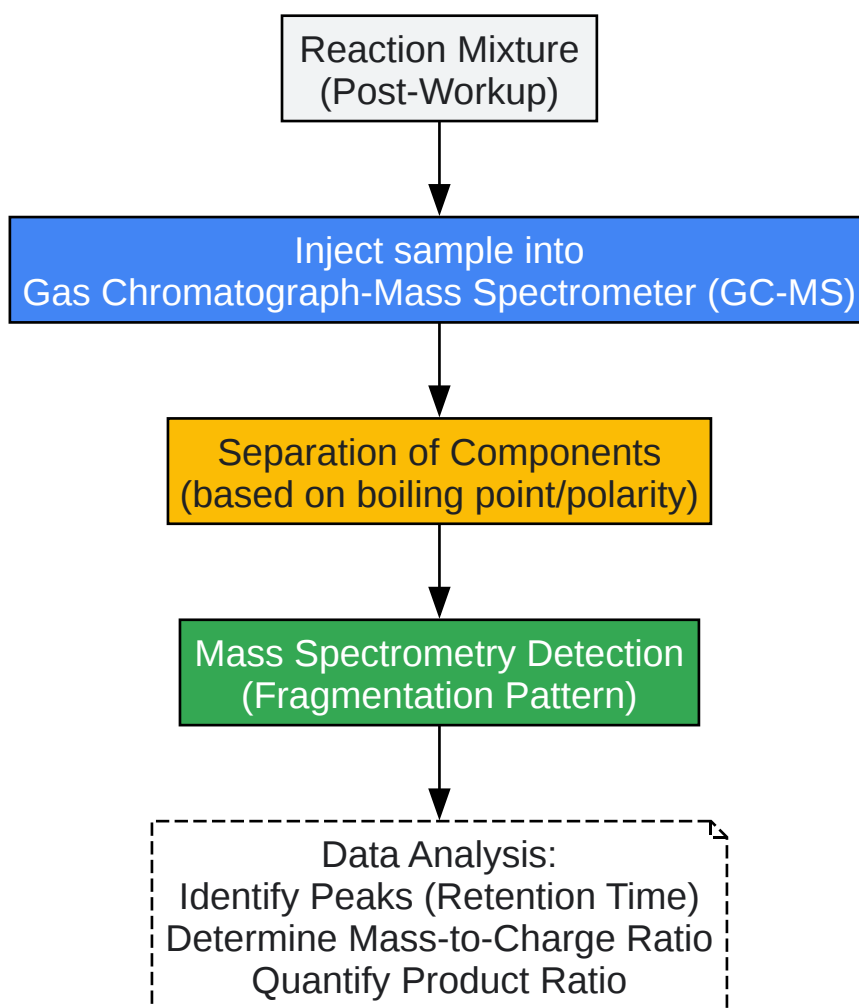 Reaction Mixture
(Post-Workup)
Inject sample into
Gas Chromatograph-Mass Spectrometer (GC-MS)
Separation of Components
(based on boiling point/polarity)
Mass Spectrometry Detection
(Fragmentation Pattern)
Data Analysis:
Identify Peaks (Retention Time)
Determine Mass-to-Charge Ratio
Quantify Product Ratio